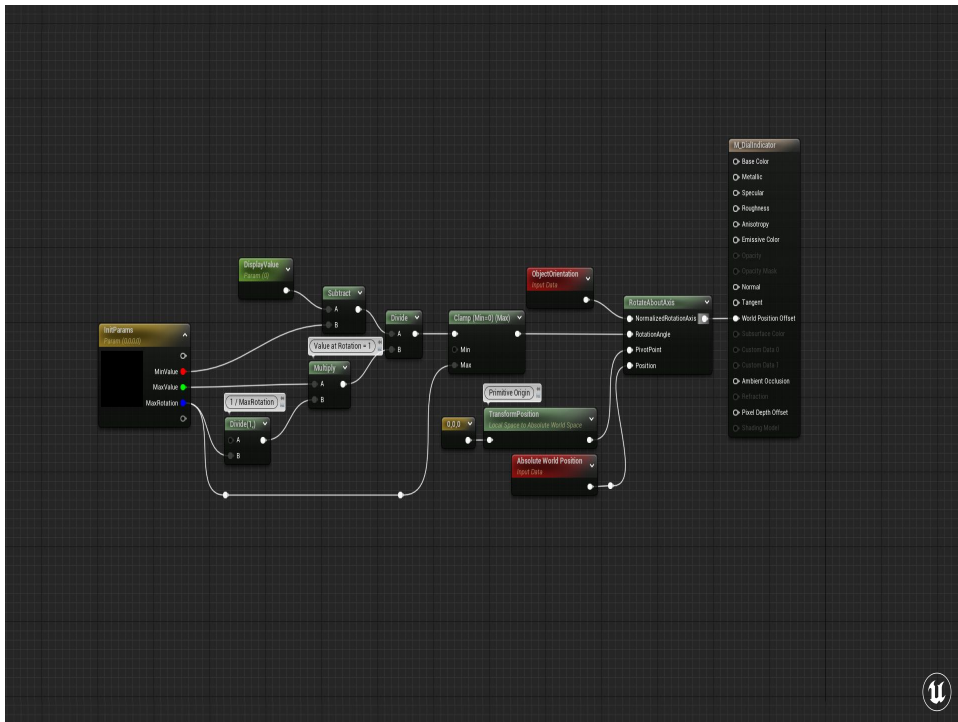 M_DialIndicator
Base Color
Metallic
Specular
Roughness
Anisotropy
Emissive Color
Opacity
Opacity Mask
Normal
Tangent
World Position Offset
Subsurface Color
Custom Data 0
Custom Data 1
Ambient Occlusion
Refraction
Pixel Depth Offset
Shading Model
DisplayValue
Param (0)
Subtract
A
B
InitParams
Param (0,0,0,0)
MinValue
MaxValue
MaxRotation
Value at Rotation = 1
Multiply
A
B
1 / MaxRotation
Divide(1,)
A
B
Divide
A
B
Clamp (Min=0) (Max)
Min
Max
ObjectOrientation
Input Data
RotateAboutAxis
NormalizedRotationAxis
RotationAngle
PivotPoint
Position
Primitive Origin
0,0,0
TransformPosition
Local Space to Absolute World Space
Absolute World Position
Input Data